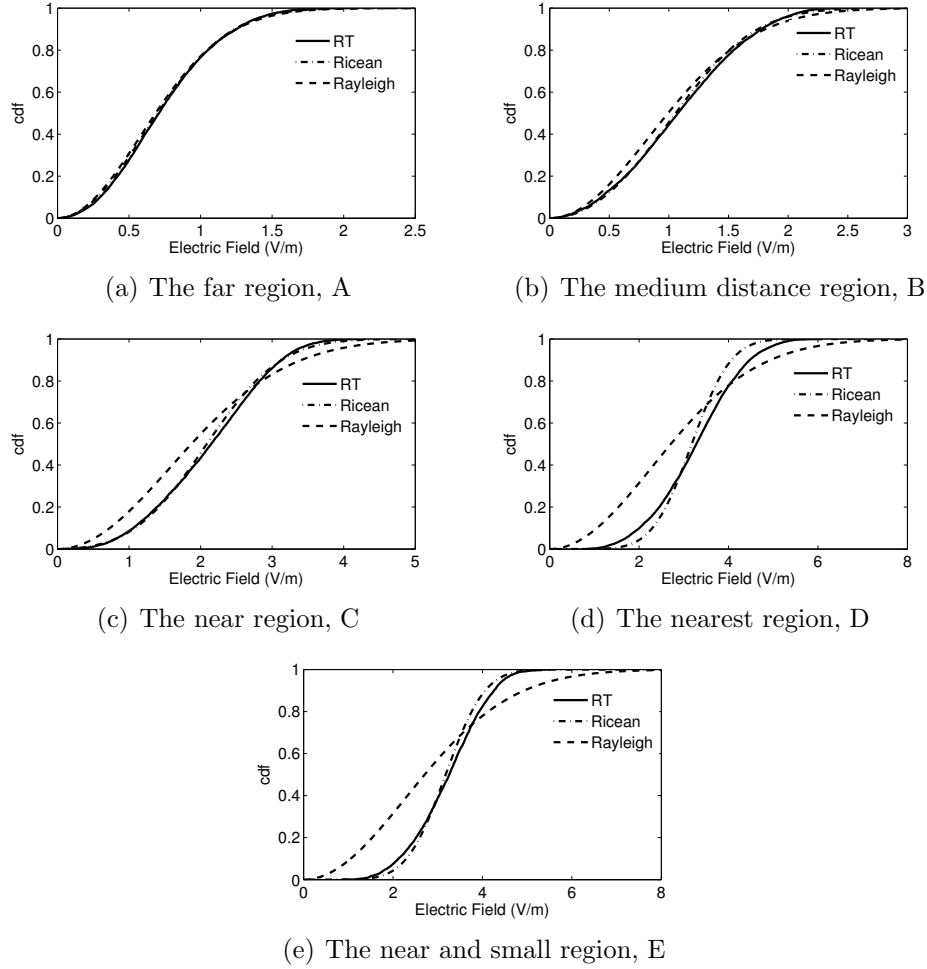 1
0.8
0.6
0.4
0.2
0
cdf
RT
Ricean
Rayleigh
0 0.5 1 1.5 2 2.5
Electric Field (V/m)
(a) The far region, A
1
0.8
0.6
0.4
0.2
0
cdf
RT
Ricean
Rayleigh
0 0.5 1 1.5 2 2.5 3
Electric Field (V/m)
(b) The medium distance region, B
1
0.8
0.6
0.4
0.2
0
cdf
RT
Ricean
Rayleigh
0 1 2 3 4 5
Electric Field (V/m)
(c) The near region, C
1
0.8
0.6
0.4
0.2
0
cdf
RT
Ricean
Rayleigh
0 2 4 6 8
Electric Field (V/m)
(d) The nearest region, D
1
0.8
0.6
0.4
0.2
0
cdf
RT
Ricean
Rayleigh
0 2 4 6 8
Electric Field (V/m)
(e) The near and small region, E